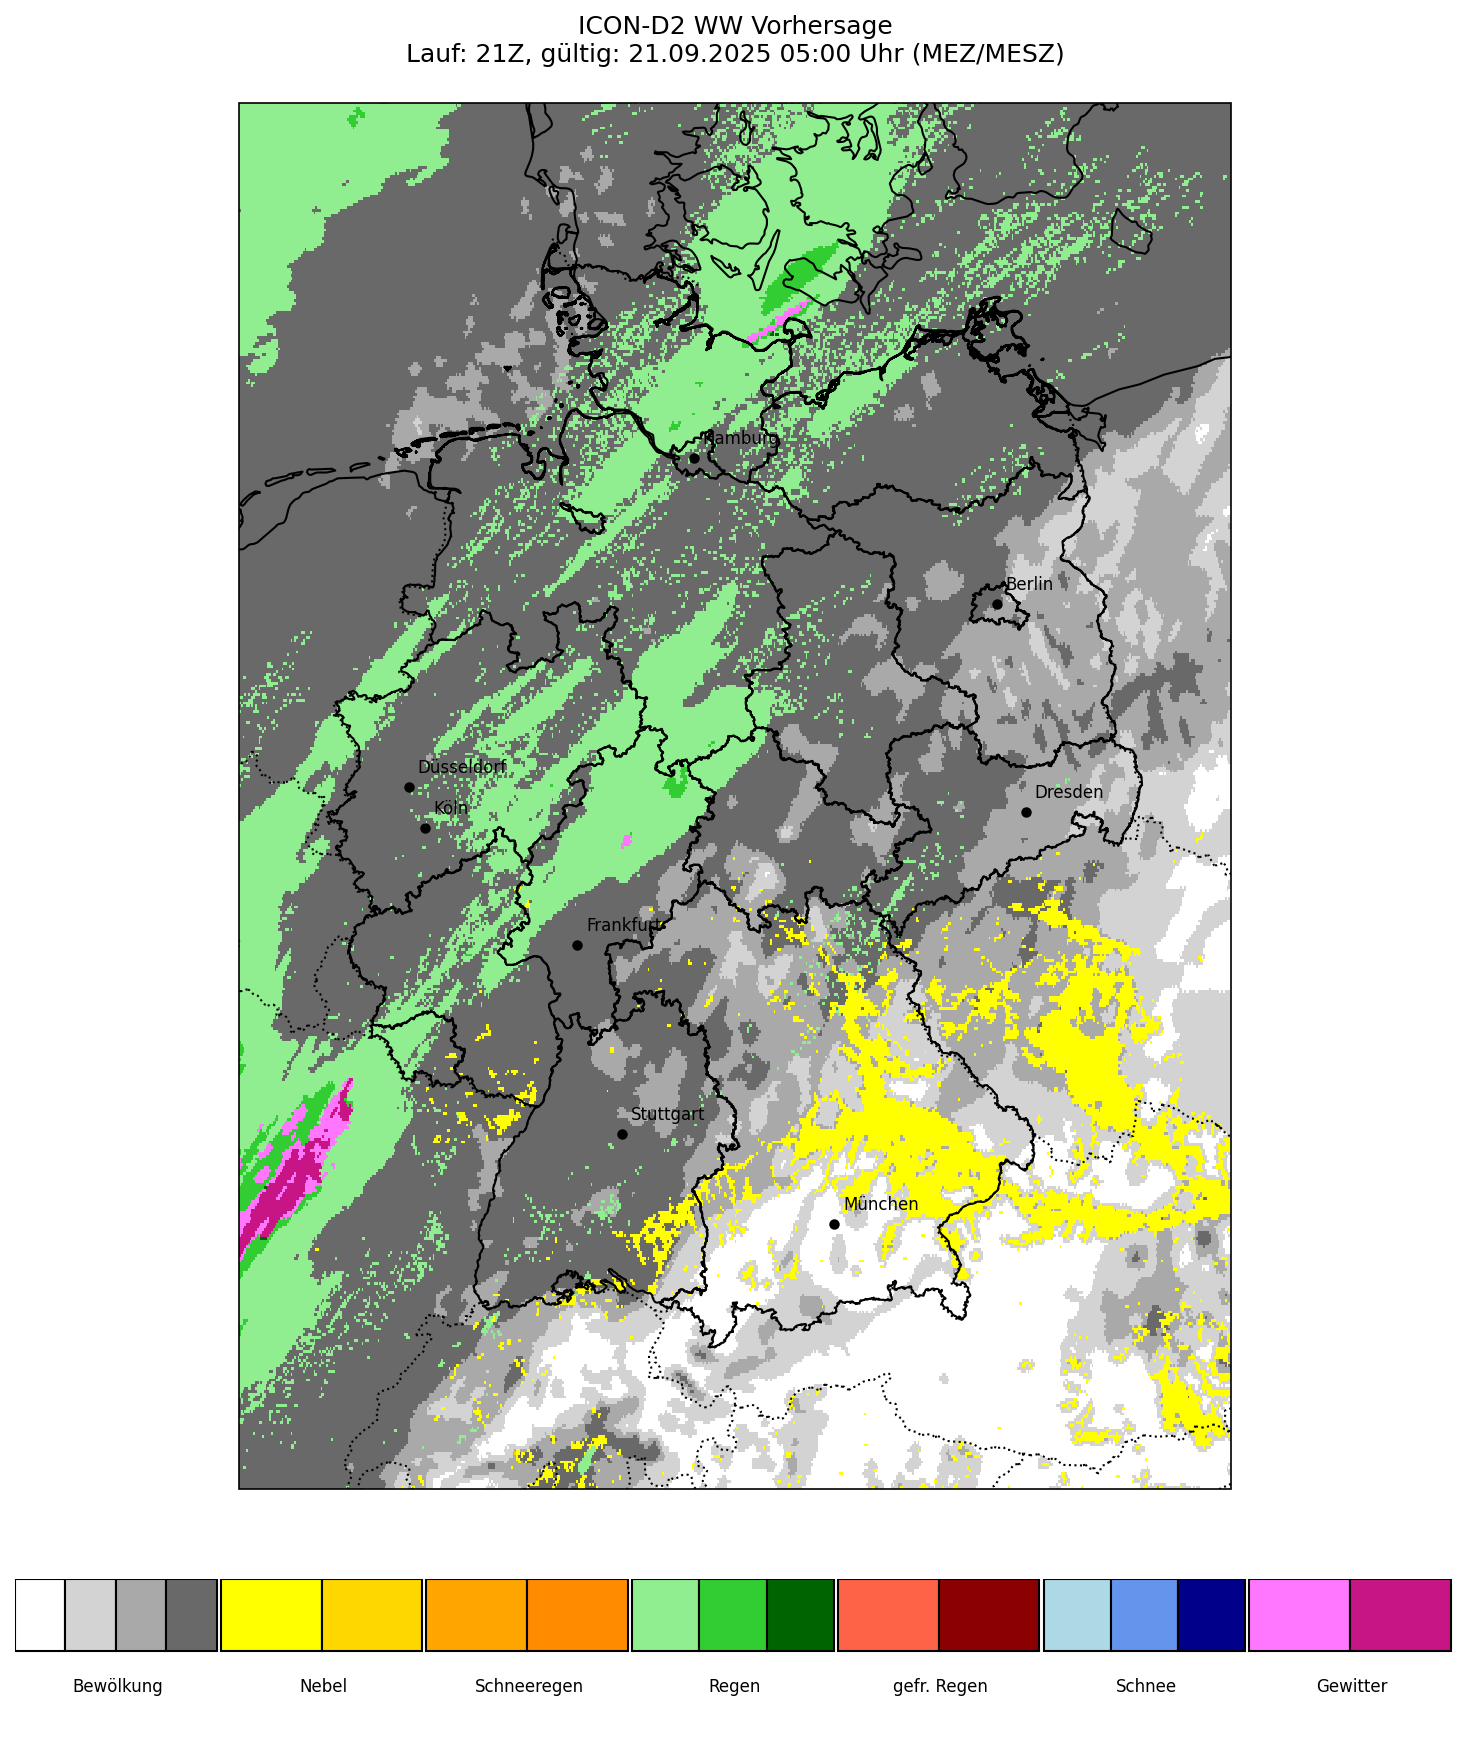 ICON-D2 WW Vorhersage
Lauf: 21Z, gültig: 21.09.2025 05:00 Uhr (MEZ/MESZ)
Hamburg
Berlin
Düsseldorf
Köln
Dresden
Frankfurt
Stuttgart
München
Bewölkung
Nebel
Schneeregen
Regen
gefr. Regen
Schnee
Gewitter